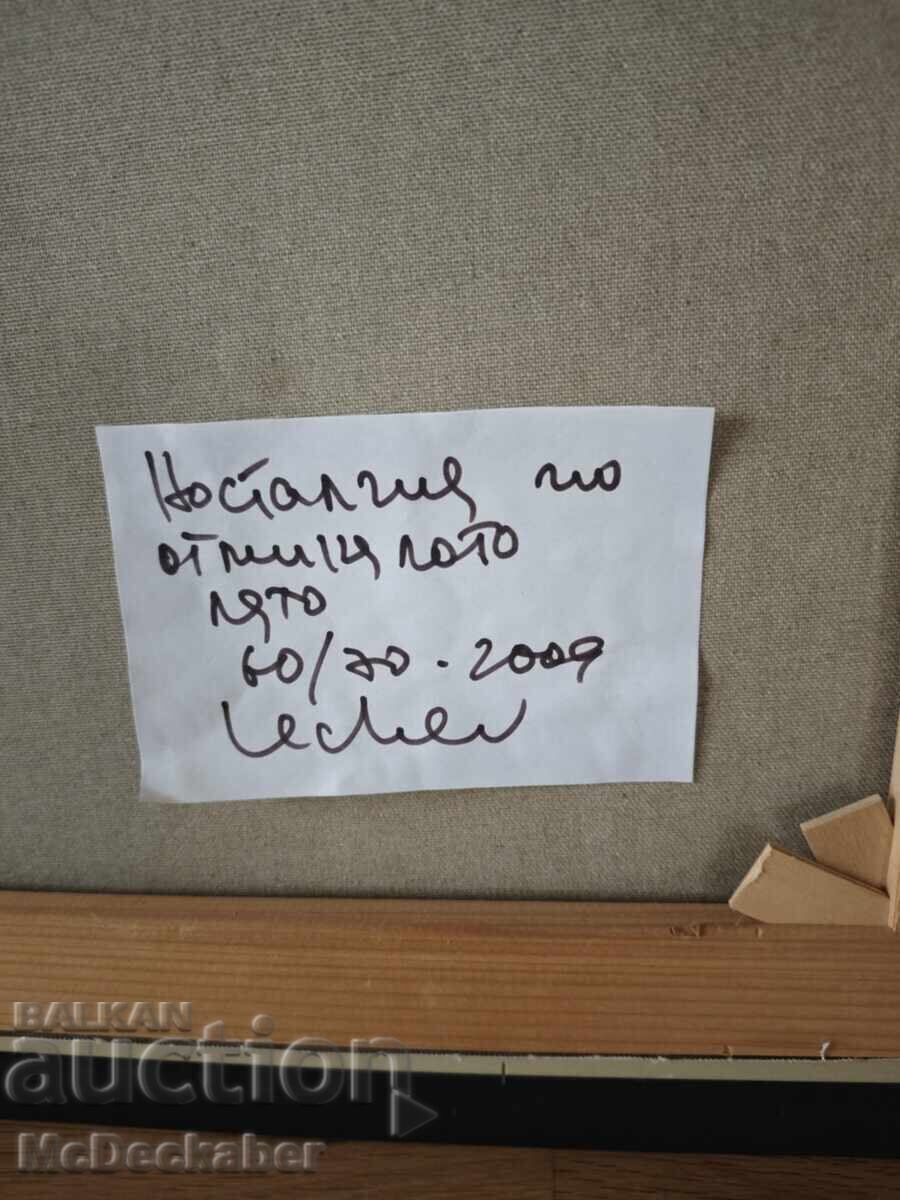 Носталгия по
отминалото
лято
60/70. 2009
BALKAN
auction
McDeckaber